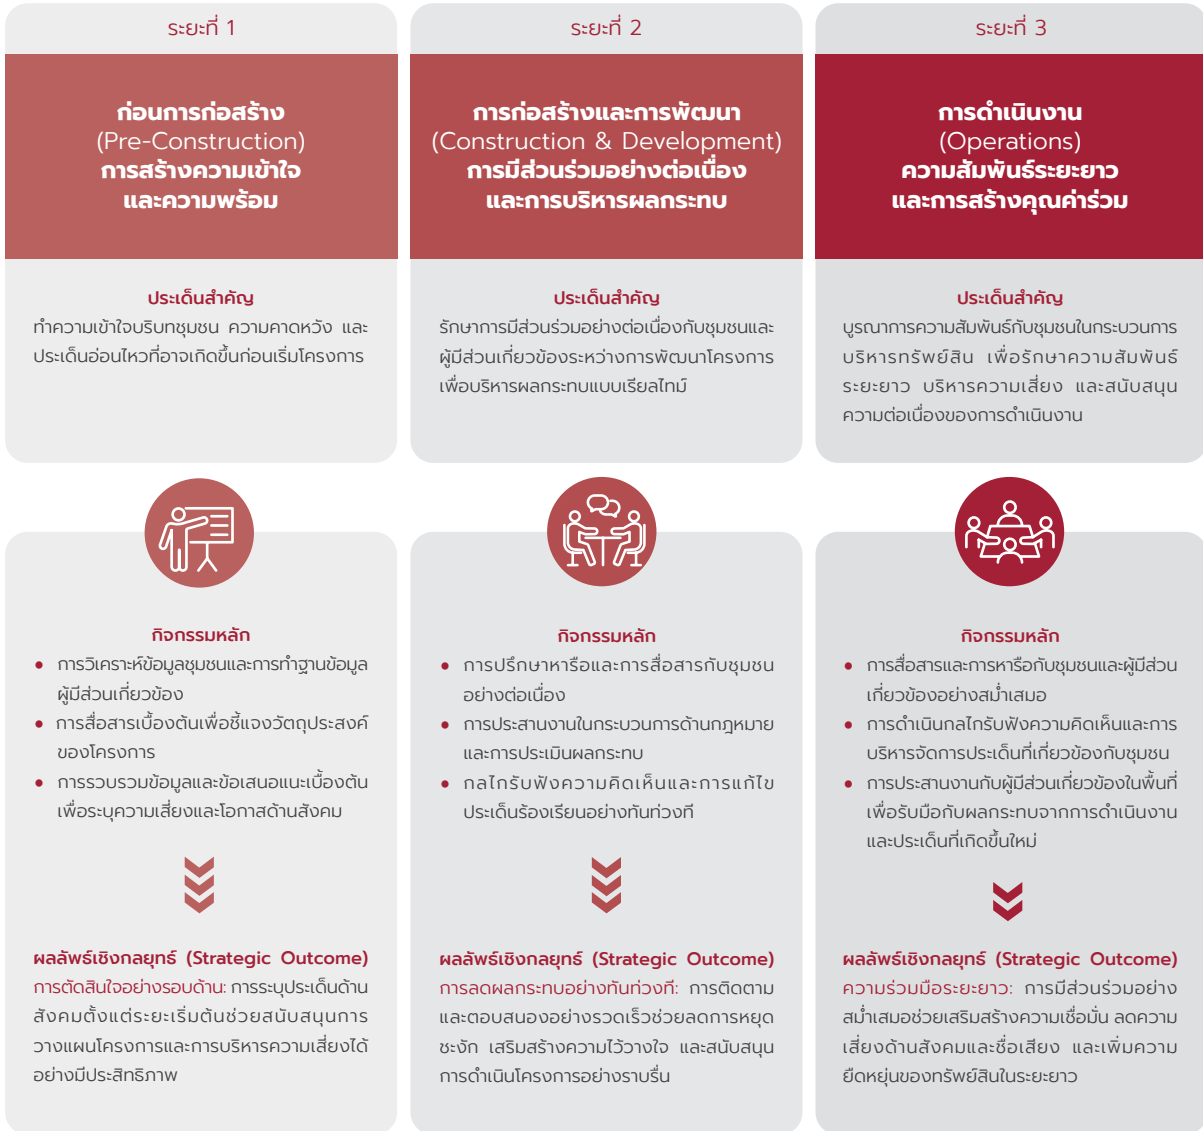 ระยะที่ 1
ก่อนการก่อสร้าง
(Pre-Construction)
การสร้างความเข้าใจ
และความพร้อม
ประเด็นสำคัญ
ทำความเข้าใจบริบทชุมชน ความคาดหวัง และ
ประเด็นอ่อนไหวที่อาจเกิดขึ้นก่อนเริ่มโครงการ
กิจกรรมหลัก
• การวิเคราะห์ข้อมูลชุมชนและการทำฐานข้อมูล
ผู้มีส่วนเกี่ยวข้อง
• การสื่อสารเบื้องต้นเพื่อชี้แจงวัตถุประสงค์
ของโครงการ
• การรวบรวมข้อมูลและข้อเสนอแนะเบื้องต้น
เพื่อระบุความเสี่ยงและโอกาสด้านสังคม
ผลลัพธ์เชิงกลยุทธ์ (Strategic Outcome)
การตัดสินใจอย่างรอบด้าน: การระบุประเด็นด้าน
สังคมตั้งแต่ระยะเริ่มต้นช่วยสนับสนุนการ
วางแผนโครงการและการบริหารความเสี่ยงได้
อย่างมีประสิทธิภาพ
ระยะที่ 2
การก่อสร้างและการพัฒนา
(Construction & Development)
การมีส่วนร่วมอย่างต่อเนื่อง
และการบริหารผลกระทบ
ประเด็นสำคัญ
รักษาการมีส่วนร่วมอย่างต่อเนื่องกับชุมชนและ
ผู้มีส่วนเกี่ยวข้องระหว่างการพัฒนาโครงการ
เพื่อบริหารผลกระทบแบบเรียลไทม์
กิจกรรมหลัก
• การปรึกษาหารือและการสื่อสารกับชุมชน
อย่างต่อเนื่อง
• การประสานงานในกระบวนการด้านกฎหมาย
และการประเมินผลกระทบ
• กลไกรับฟังความคิดเห็นและการแก้ไข
ประเด็นร้องเรียนอย่างทันท่วงที
ผลลัพธ์เชิงกลยุทธ์ (Strategic Outcome)
การลดผลกระทบอย่างทันท่วงที: การติดตาม
และตอบสนองอย่างรวดเร็วช่วยลดการหยุด
ชะงัก เสริมสร้างความไว้วางใจ และสนับสนุน
การดำเนินโครงการอย่างราบรื่น
ระยะที่ 3
การดำเนินงาน
(Operations)
ความสัมพันธ์ระยะยาว
และการสร้างคุณค่าร่วม
ประเด็นสำคัญ
บูรณาการความสัมพันธ์กับชุมชนในกระบวนการ
บริหารทรัพย์สิน เพื่อรักษาความสัมพันธ์
ระยะยาว บริหารความเสี่ยง และสนับสนุน
ความต่อเนื่องของการดำเนินงาน
กิจกรรมหลัก
• การสื่อสารและการหารือกับชุมชนและผู้มีส่วน
เกี่ยวข้องอย่างสม่ำเสมอ
• การดำเนินกลไกรับฟังความคิดเห็นและการ
บริหารจัดการประเด็นที่เกี่ยวข้องกับชุมชน
• การประสานงานกับผู้มีส่วนเกี่ยวข้องในพื้นที่
เพื่อรับมือกับผลกระทบจากการดำเนินงาน
และประเด็นที่เกิดขึ้นใหม่
ผลลัพธ์เชิงกลยุทธ์ (Strategic Outcome)
ความร่วมมือระยะยาว: การมีส่วนร่วมอย่าง
สม่ำเสมอช่วยเสริมสร้างความเชื่อมั่น ลดความ
เสี่ยงด้านสังคมและชื่อเสียง และเพิ่มความ
ยืดหยุ่นของทรัพย์สินในระยะยาว